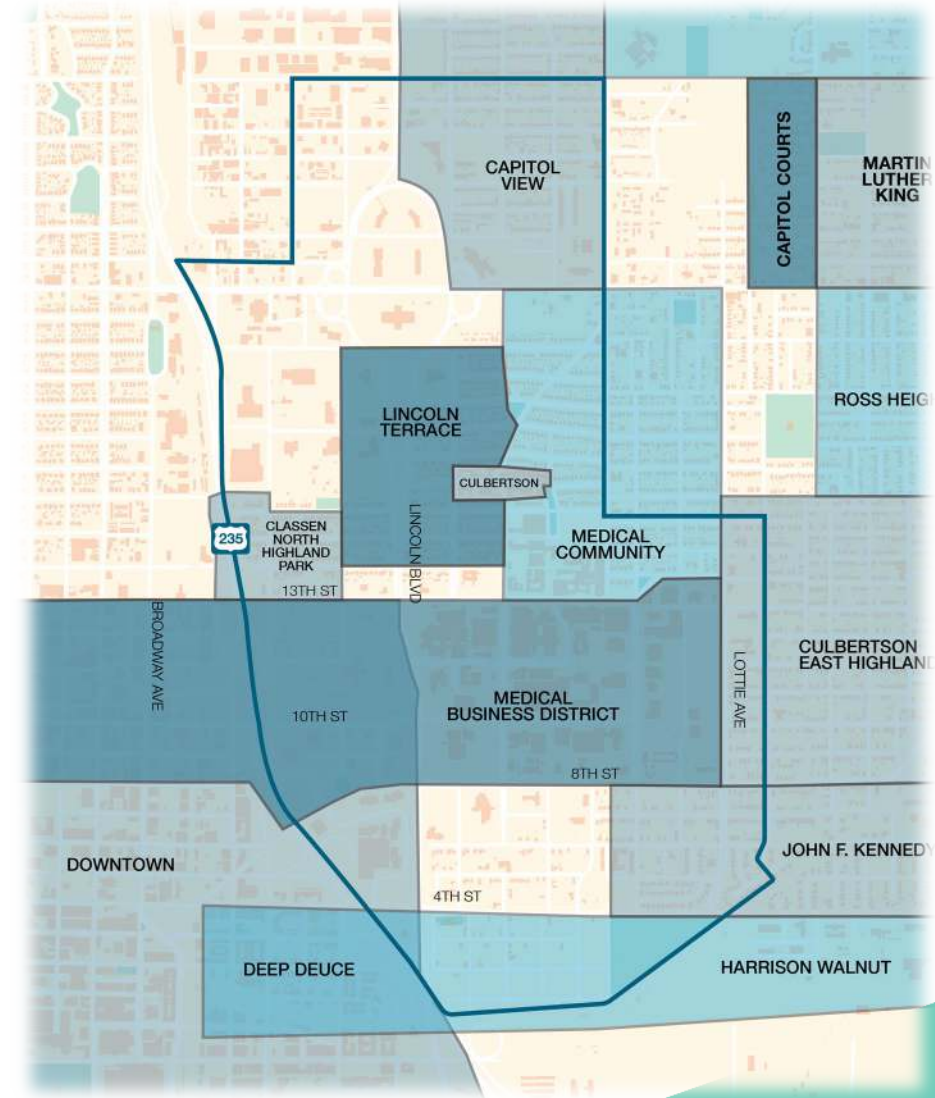 CAPITOL
VIEW
CAPITOL COURTS
MARTIN
LUTHER
KING
LINCOLN
TERRACE
ROSS HEIG
CULBERTSON
235
CLASSEN
NORTH
HIGHLAND
PARK
LINCOLN BLVD
MEDICAL
COMMUNITY
13TH ST
BROADWAY AVE
LOTTIE AVE
CULBERTSON
EAST HIGHLAND
MEDICAL
BUSINESS DISTRICT
10TH ST
8TH ST
DOWNTOWN
JOHN F. KENNEDY
4TH ST
DEEP DEUCE
HARRISON WALNUT